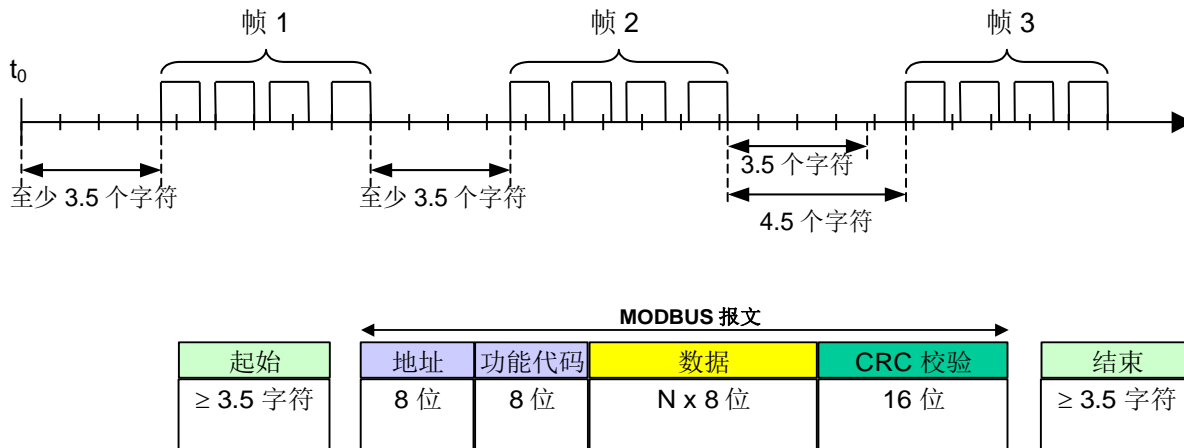 帧 1
帧 2
帧 3
t0
至少 3.5 个字符
至少 3.5 个字符
3.5 个字符
4.5 个字符
MODBUS 报文
起始
地址
功能代码
数据
CRC 校验
结束
≥ 3.5 字符
8 位
8 位
N x 8 位
16 位
≥ 3.5 字符